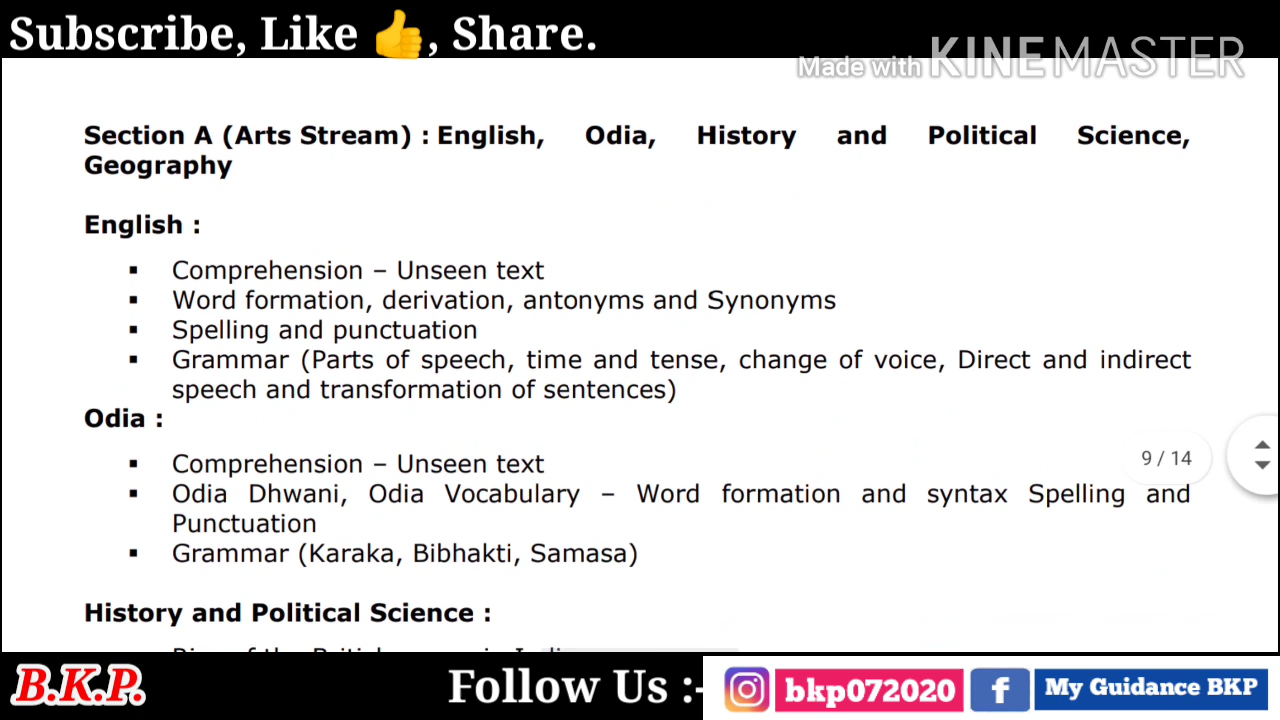 Subscribe, Like 👍, Share.
Made with KINEMASTER
Section A (Arts Stream) : English, Odia, History and Political Science,
Geography
English :
▪ Comprehension – Unseen text
▪ Word formation, derivation, antonyms and Synonyms
▪ Spelling and punctuation
▪ Grammar (Parts of speech, time and tense, change of voice, Direct and indirect
speech and transformation of sentences)
Odia :
▪ Comprehension – Unseen text
9 / 14
▪ Odia Dhwani, Odia Vocabulary – Word formation and syntax Spelling and
Punctuation
▪ Grammar (Karaka, Bibhakti, Samasa)
History and Political Science :
B.K.P.
Follow Us :-
bkp072020
f
My Guidance BKP